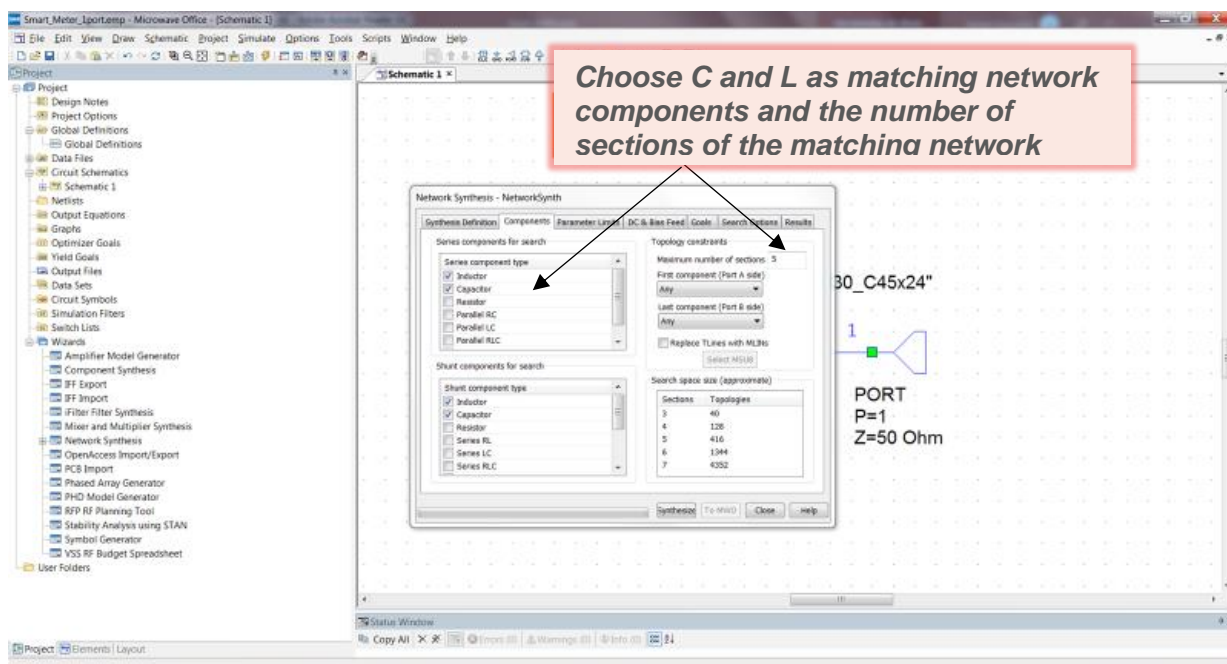 Smart_Meter_1port.emp - Microwave Office - [Schematic 1]
File Edit View Draw Schematic Project Simulate Options Tools Scripts Window Help
Project
Schematic 1
Choose C and L as matching network
components and the number of
sections of the matching network
Project
Design Notes
Project Options
Global Definitions
Global Definitions
Data Files
Circuit Schematics
Schematic 1
Netlists
Output Equations
Graphs
Optimizer Goals
Yield Goals
Output Files
Data Sets
Circuit Symbols
Simulation Filters
Switch Lists
Wizards
Amplifier Model Generator
Component Synthesis
IFF Export
IFF Import
iFilter Filter Synthesis
Mixer and Multiplier Synthesis
Network Synthesis
OpenAccess Import/Export
PCB Import
Phased Array Generator
PHD Model Generator
RFP RF Planning Tool
Stability Analysis using STAN
Symbol Generator
VSS RF Budget Spreadsheet
User Folders
Network Synthesis - NetworkSynth
Synthesis Definition Components Parameter Limits DC & Bias Feed Goals Search Options Results
Series components for search
Series component type
Inductor
Capacitor
Resistor
Parallel RC
Parallel LC
Parallel RLC
Shunt components for search
Shunt component type
Inductor
Capacitor
Resistor
Series RL
Series LC
Series RLC
Topology constraints
Maximum number of sections 5
First component (Port A side)
Any
Last component (Port B side)
Any
Replace TLines with MLINs
Select MSUB
Search space size (approximate)
Sections Topologies
3 40
4 128
5 416
6 1344
7 4352
Synthesize To MWO Close Help
30_C45x24"
1
PORT
P=1
Z=50 Ohm
Status Window
Copy All Errors (0) Warnings (0) Info (0)
Project Elements Layout